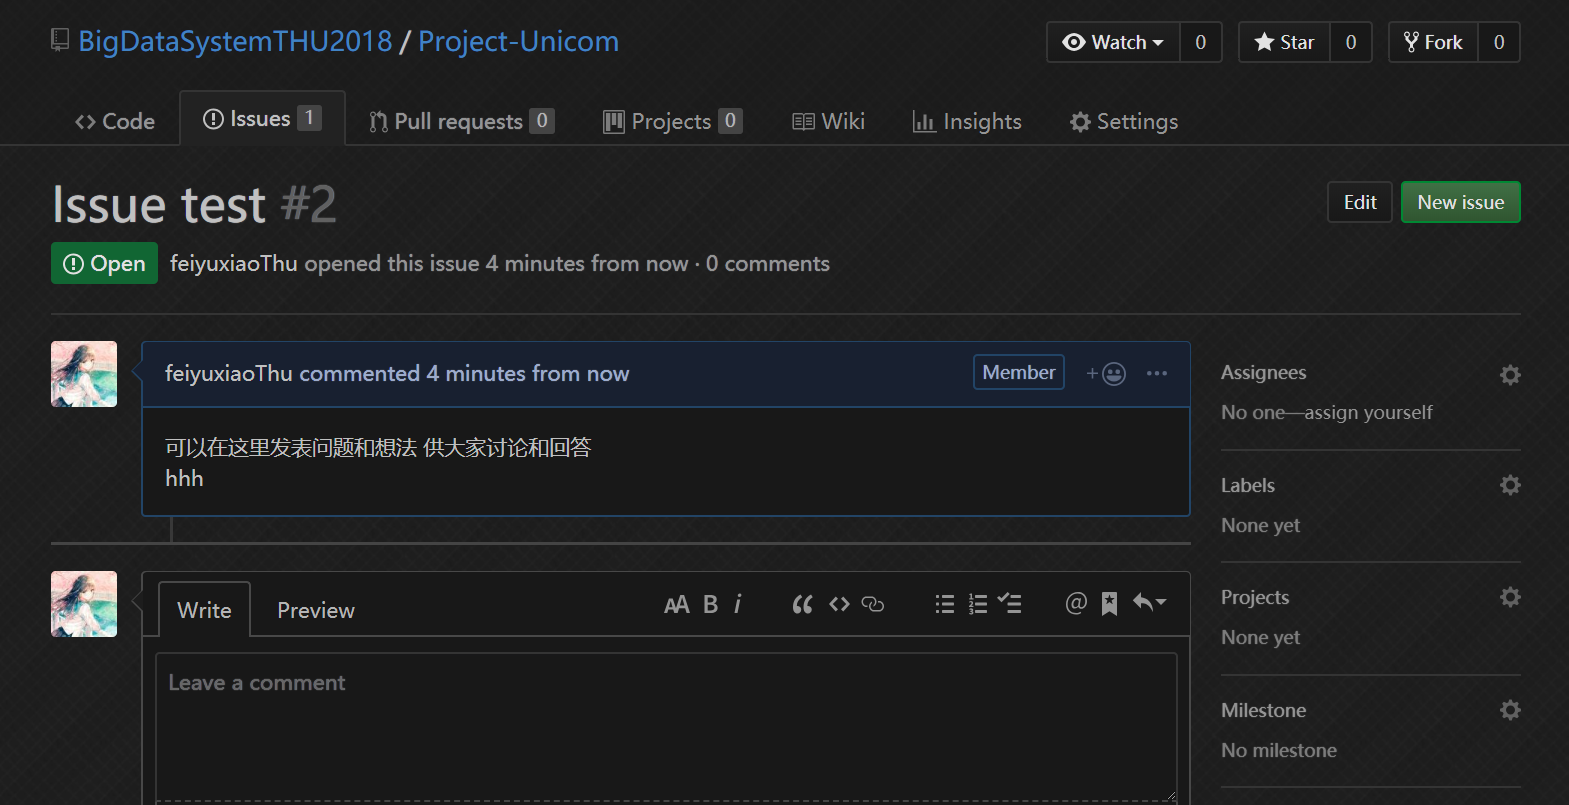 BigDataSystemTHU2018 / Project-Unicom
Watch 0 Star 0 Fork 0
Code Issues 1 Pull requests 0 Projects 0 Wiki Insights Settings
Issue test #2
Edit New issue
Open feiyuxiaoThu opened this issue 4 minutes from now · 0 comments
feiyuxiaoThu commented 4 minutes from now Member
可以在这里发表问题和想法 供大家讨论和回答
hhh
Assignees
No one—assign yourself
Labels
None yet
Write Preview AA B i
Leave a comment
Projects
None yet
Milestone
No milestone